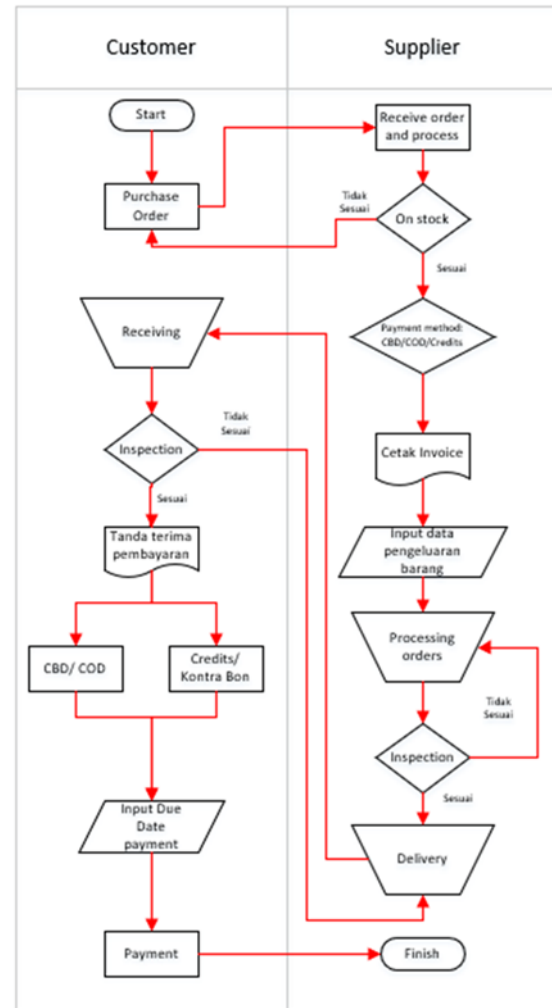 Customer
Supplier
Start
Receive order
and process
Purchase
Order
Tidak
Sesuai
On stock
Sesuai
Receiving
Payment method:
CBD/COD/Credits
Tidak
Sesuai
Inspection
Cetak Invoice
Sesuai
Tanda terima
pembayaran
Input data
pengeluaran
barang
CBD/ COD
Credits/
Kontra Bon
Processing
orders
Tidak
Sesuai
Inspection
Sesuai
Input Due
Date
payment
Delivery
Payment
Finish